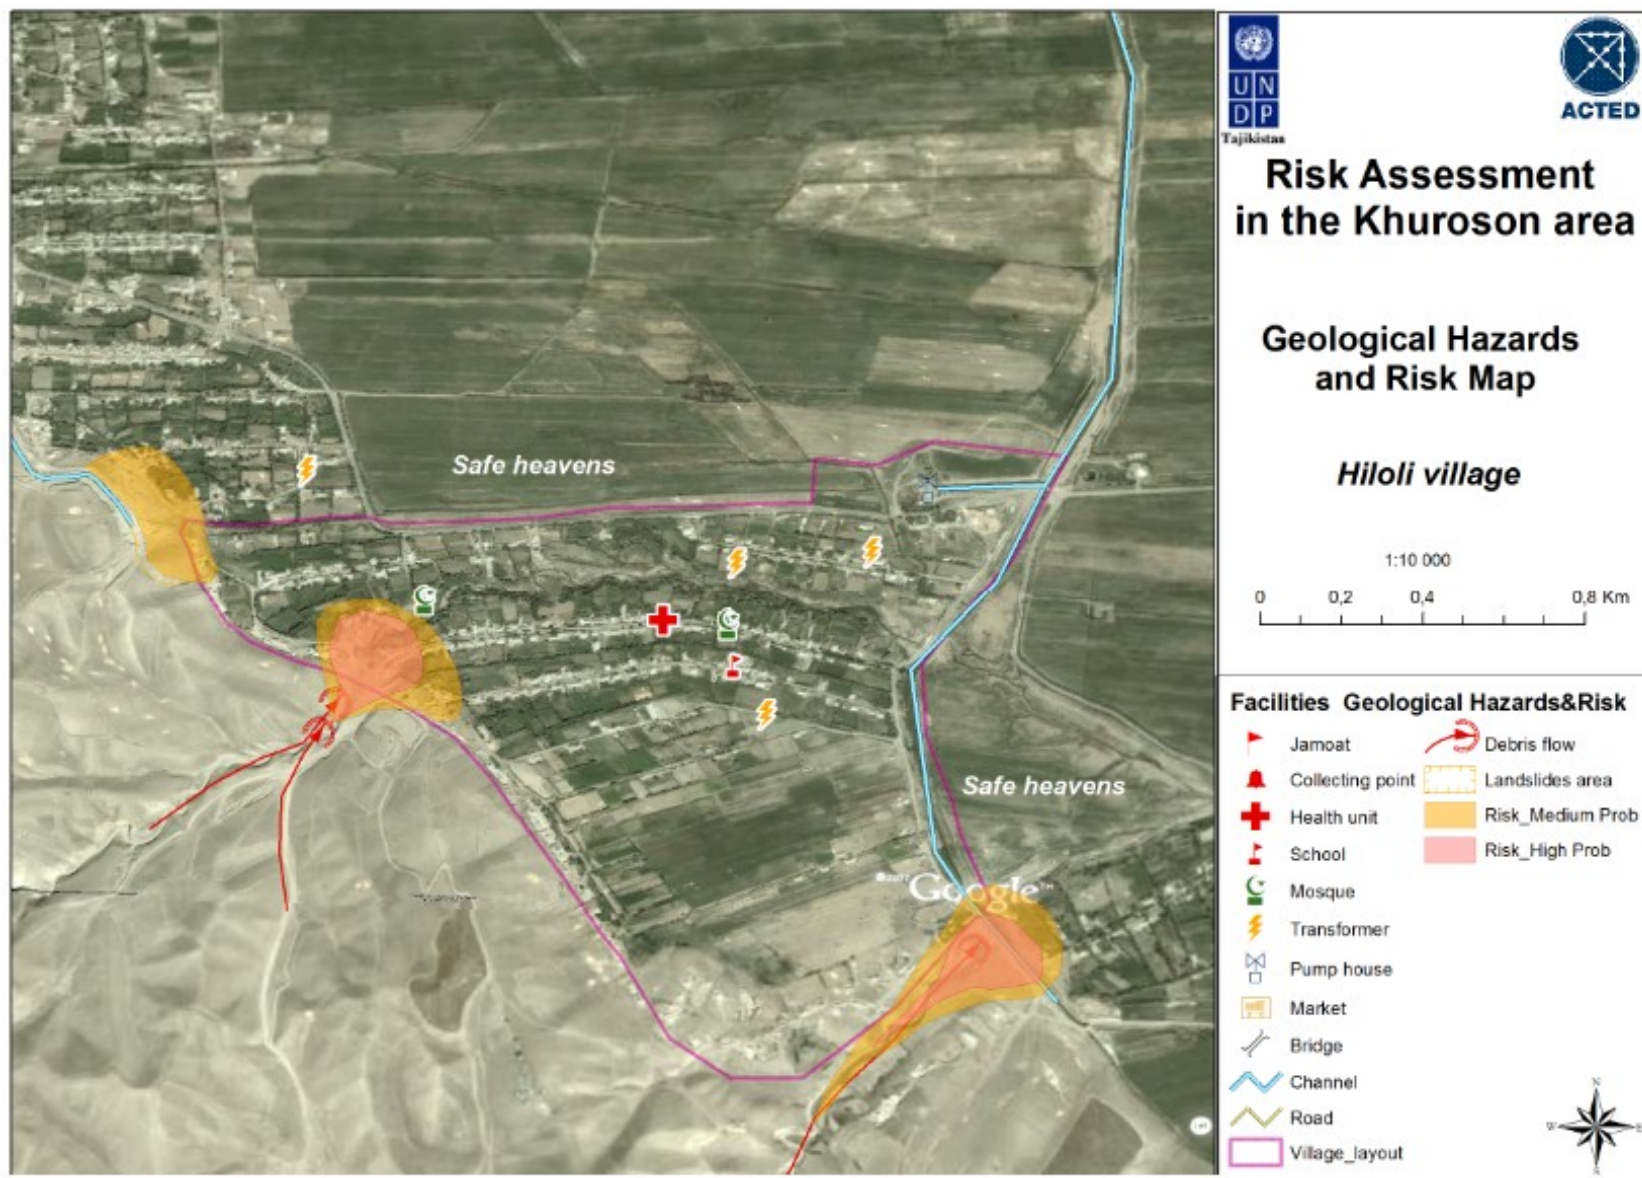 Safe heavens
Safe heavens
Google
U N
D P
Tajikistan
ACTED
Risk Assessment
in the Khuroson area
Geological Hazards
and Risk Map
Hiloli village
1:10 000
0 0,2 0,4 0,8 Km
Facilities Geological Hazards&Risk
Jamoat
Debris flow
Collecting point
Landslides area
Health unit
Risk_Medium Prob
School
Risk_High Prob
Mosque
Transformer
Pump house
Market
Bridge
Channel
Road
Village_layout
N
W E
S